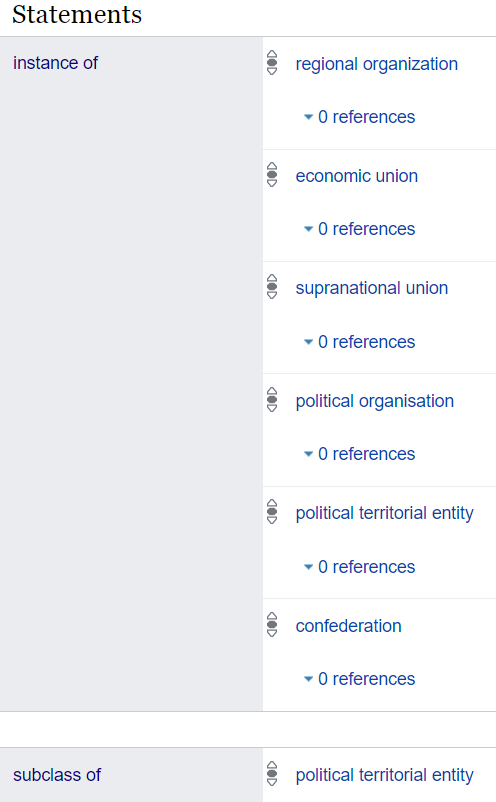 Statements
instance of
regional organization
0 references
economic union
0 references
supranational union
0 references
political organisation
0 references
political territorial entity
0 references
confederation
0 references
subclass of
political territorial entity